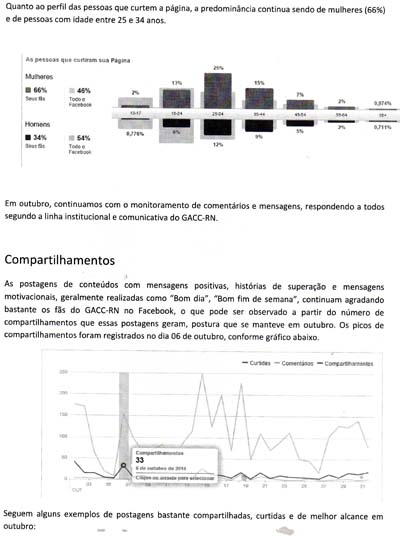 Quanto ao perfil das pessoas que curtem a página, a predominância continua sendo de mulheres (66%)
e de pessoas com idade entre 25 e 34 anos.
As pessoas que curtiram sua Página
Mulheres
66% 46%
Seus fãs Todo o Facebook
Homens
34% 54%
Seus fãs Todo o Facebook
2% 13% 25% 15% 7% 2% 0,974%
13-17 18-24 25-34 35-44 45-54 55-64 65+
0,776% 6% 12% 9% 5% 2% 0,711%
Em outubro, continuamos com o monitoramento de comentários e mensagens, respondendo a todos
segundo a linha institucional e comunicativa do GACC-RN.
Compartilhamentos
As postagens de conteúdos com mensagens positivas, histórias de superação e mensagens
motivacionais, geralmente realizadas como "Bom dia", "Bom fim de semana", continuam agradando
bastante os fãs do GACC-RN no Facebook, o que pode ser observado a partir do número de
compartilhamentos que essas postagens geram, postura que se manteve em outubro. Os picos de
compartilhamentos foram registrados no dia 06 de outubro, conforme gráfico abaixo.
Curtidas Comentários Compartilhamentos
250
200
150
100
50
0
Compartilhamentos
33
6 de outubro de 2014
Clique ou arraste para selecionar
03 05 09 11 13 15 17 19 21 23 25 27 29 31
OUT
Seguem alguns exemplos de postagens bastante compartilhadas, curtidas e de melhor alcance em
outubro: